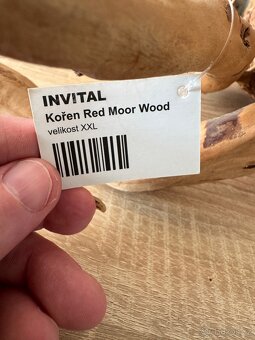 INVITAL
Kořen Red Moor Wood
velikost XXL